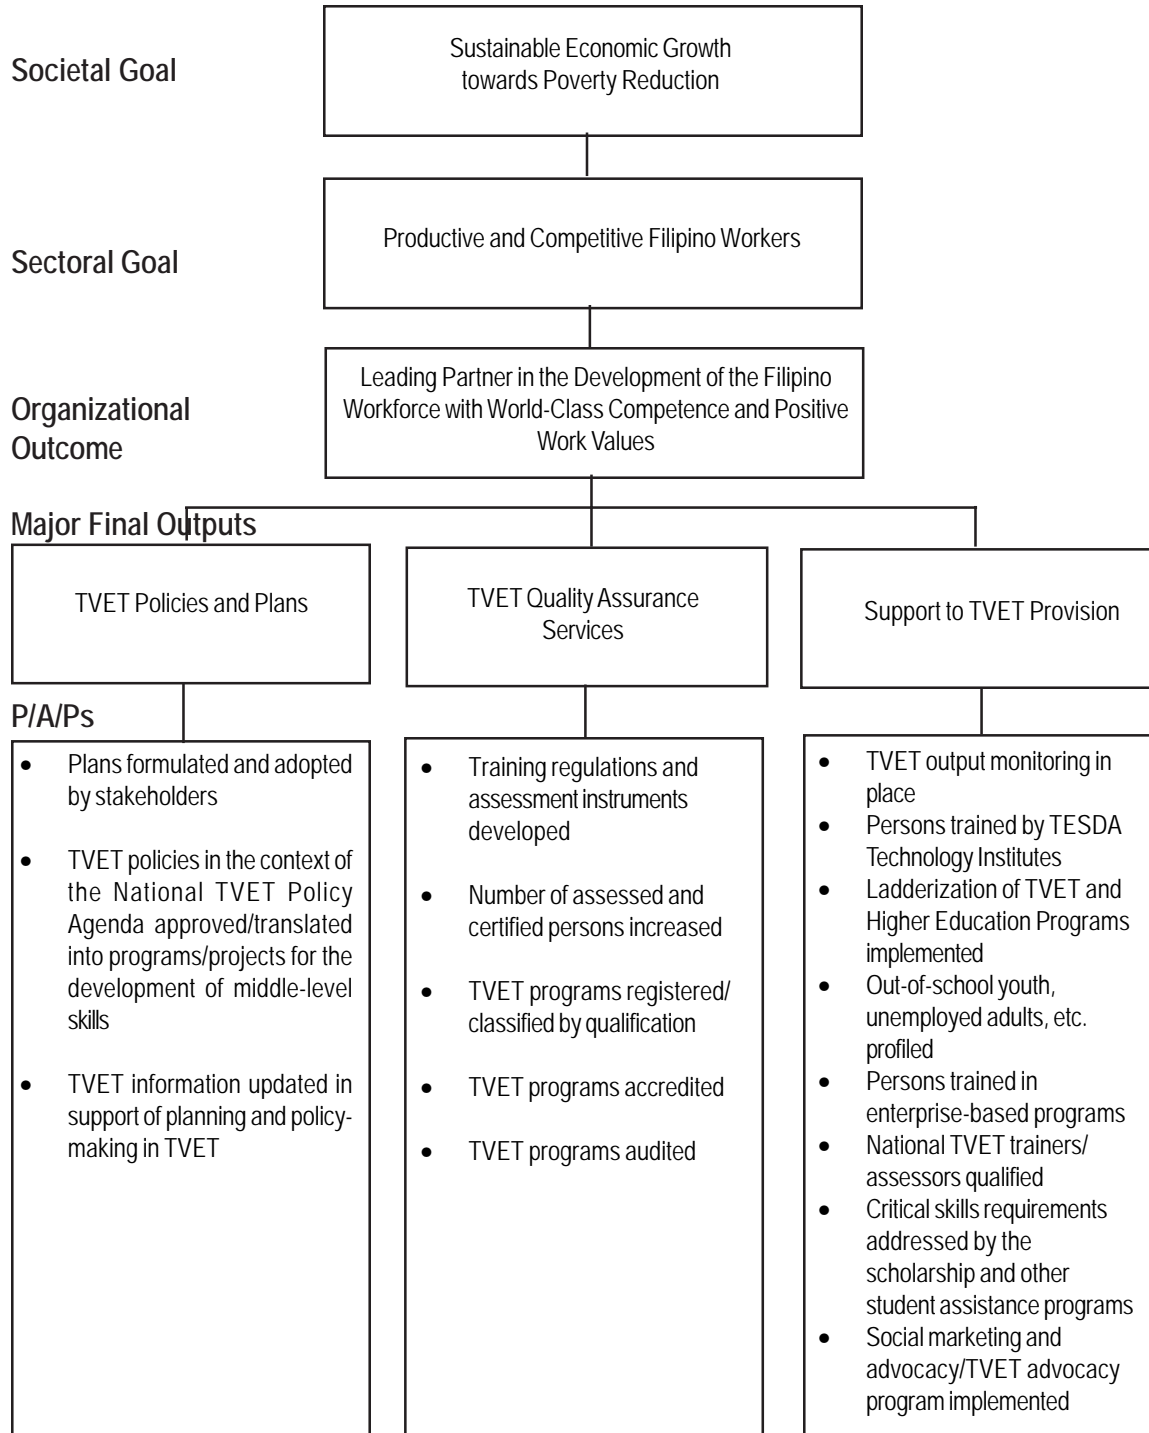 Societal Goal
Sustainable Economic Growth
towards Poverty Reduction
Sectoral Goal
Productive and Competitive Filipino Workers
Organizational
Outcome
Leading Partner in the Development of the Filipino
Workforce with World-Class Competence and Positive
Work Values
Major Final Outputs
TVET Policies and Plans
TVET Quality Assurance
Services
Support to TVET Provision
P/A/Ps
• Plans formulated and adopted
by stakeholders
• TVET policies in the context of
the National TVET Policy
Agenda approved/translated
into programs/projects for the
development of middle-level
skills
• TVET information updated in
support of planning and policy-
making in TVET
• Training regulations and
assessment instruments
developed
• Number of assessed and
certified persons increased
• TVET programs registered/
classified by qualification
• TVET programs accredited
• TVET programs audited
• TVET output monitoring in
place
• Persons trained by TESDA
Technology Institutes
• Ladderization of TVET and
Higher Education Programs
implemented
• Out-of-school youth,
unemployed adults, etc.
profiled
• Persons trained in
enterprise-based programs
• National TVET trainers/
assessors qualified
• Critical skills requirements
addressed by the
scholarship and other
student assistance programs
• Social marketing and
advocacy/TVET advocacy
program implemented